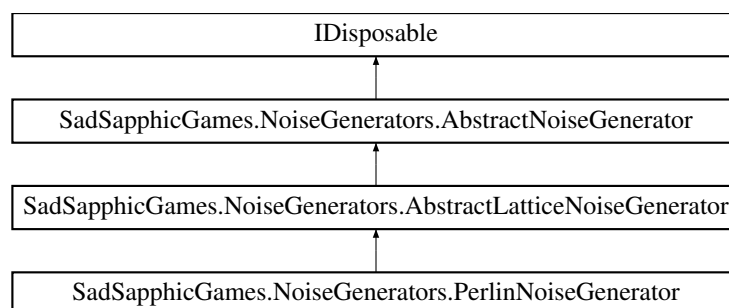 IDisposable
SadSapphicGames.NoiseGenerators.AbstractNoiseGenerator
SadSapphicGames.NoiseGenerators.AbstractLatticeNoiseGenerator
SadSapphicGames.NoiseGenerators.PerlinNoiseGenerator